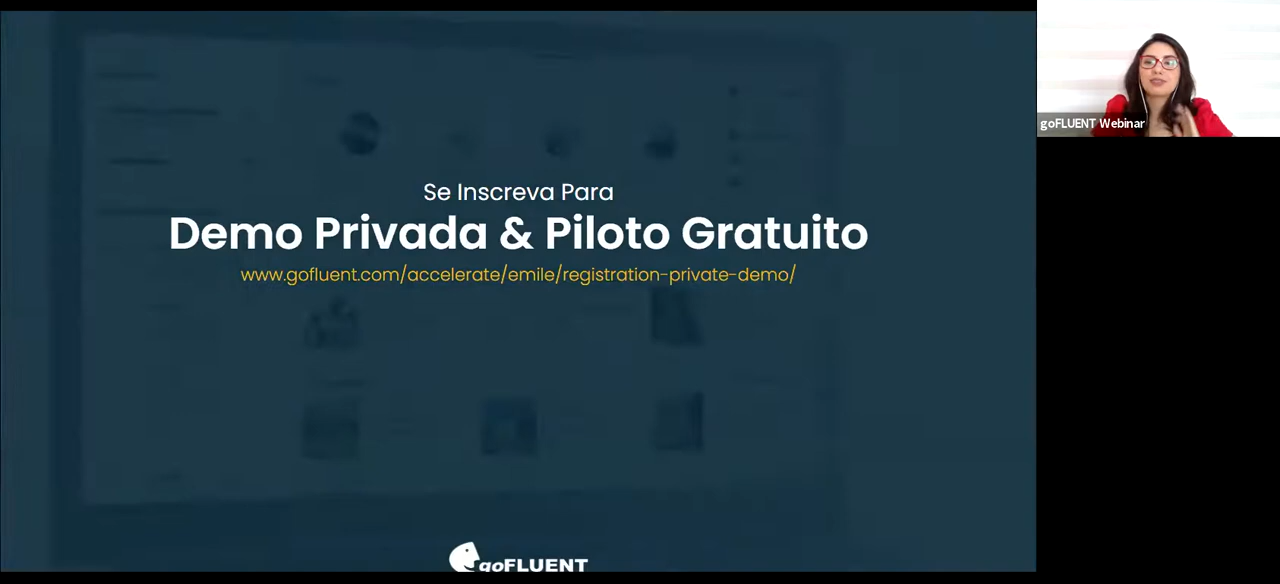 Se Inscreva Para
Demo Privada & Piloto Gratuito
www.gofluent.com/accelerate/emile/registration-private-demo/
goFLUENT
goFLUENT Webinar